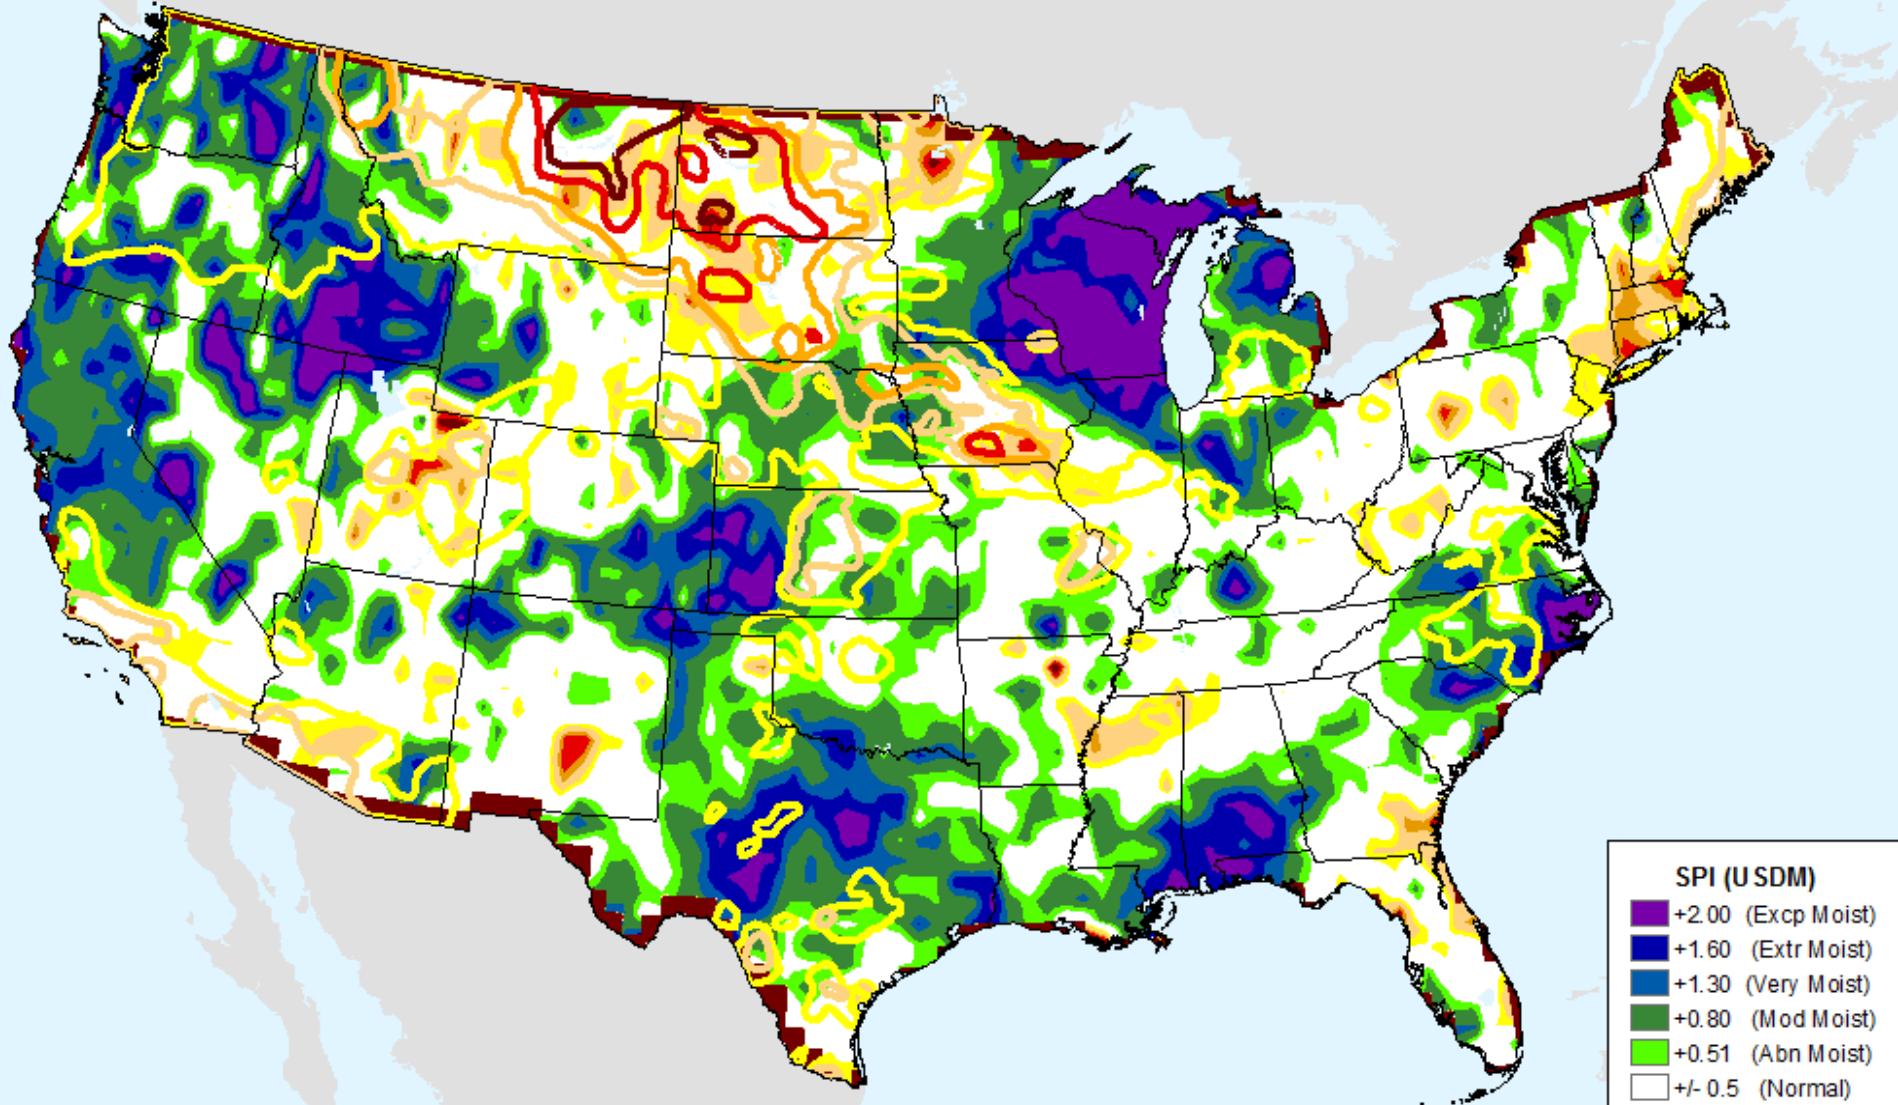 SPI (USDM)
+2.00 (Excp Moist)
+1.60 (Extr Moist)
+1.30 (Very Moist)
+0.80 (Mod Moist)
+0.51 (Abn Moist)
+/- 0.5 (Normal)